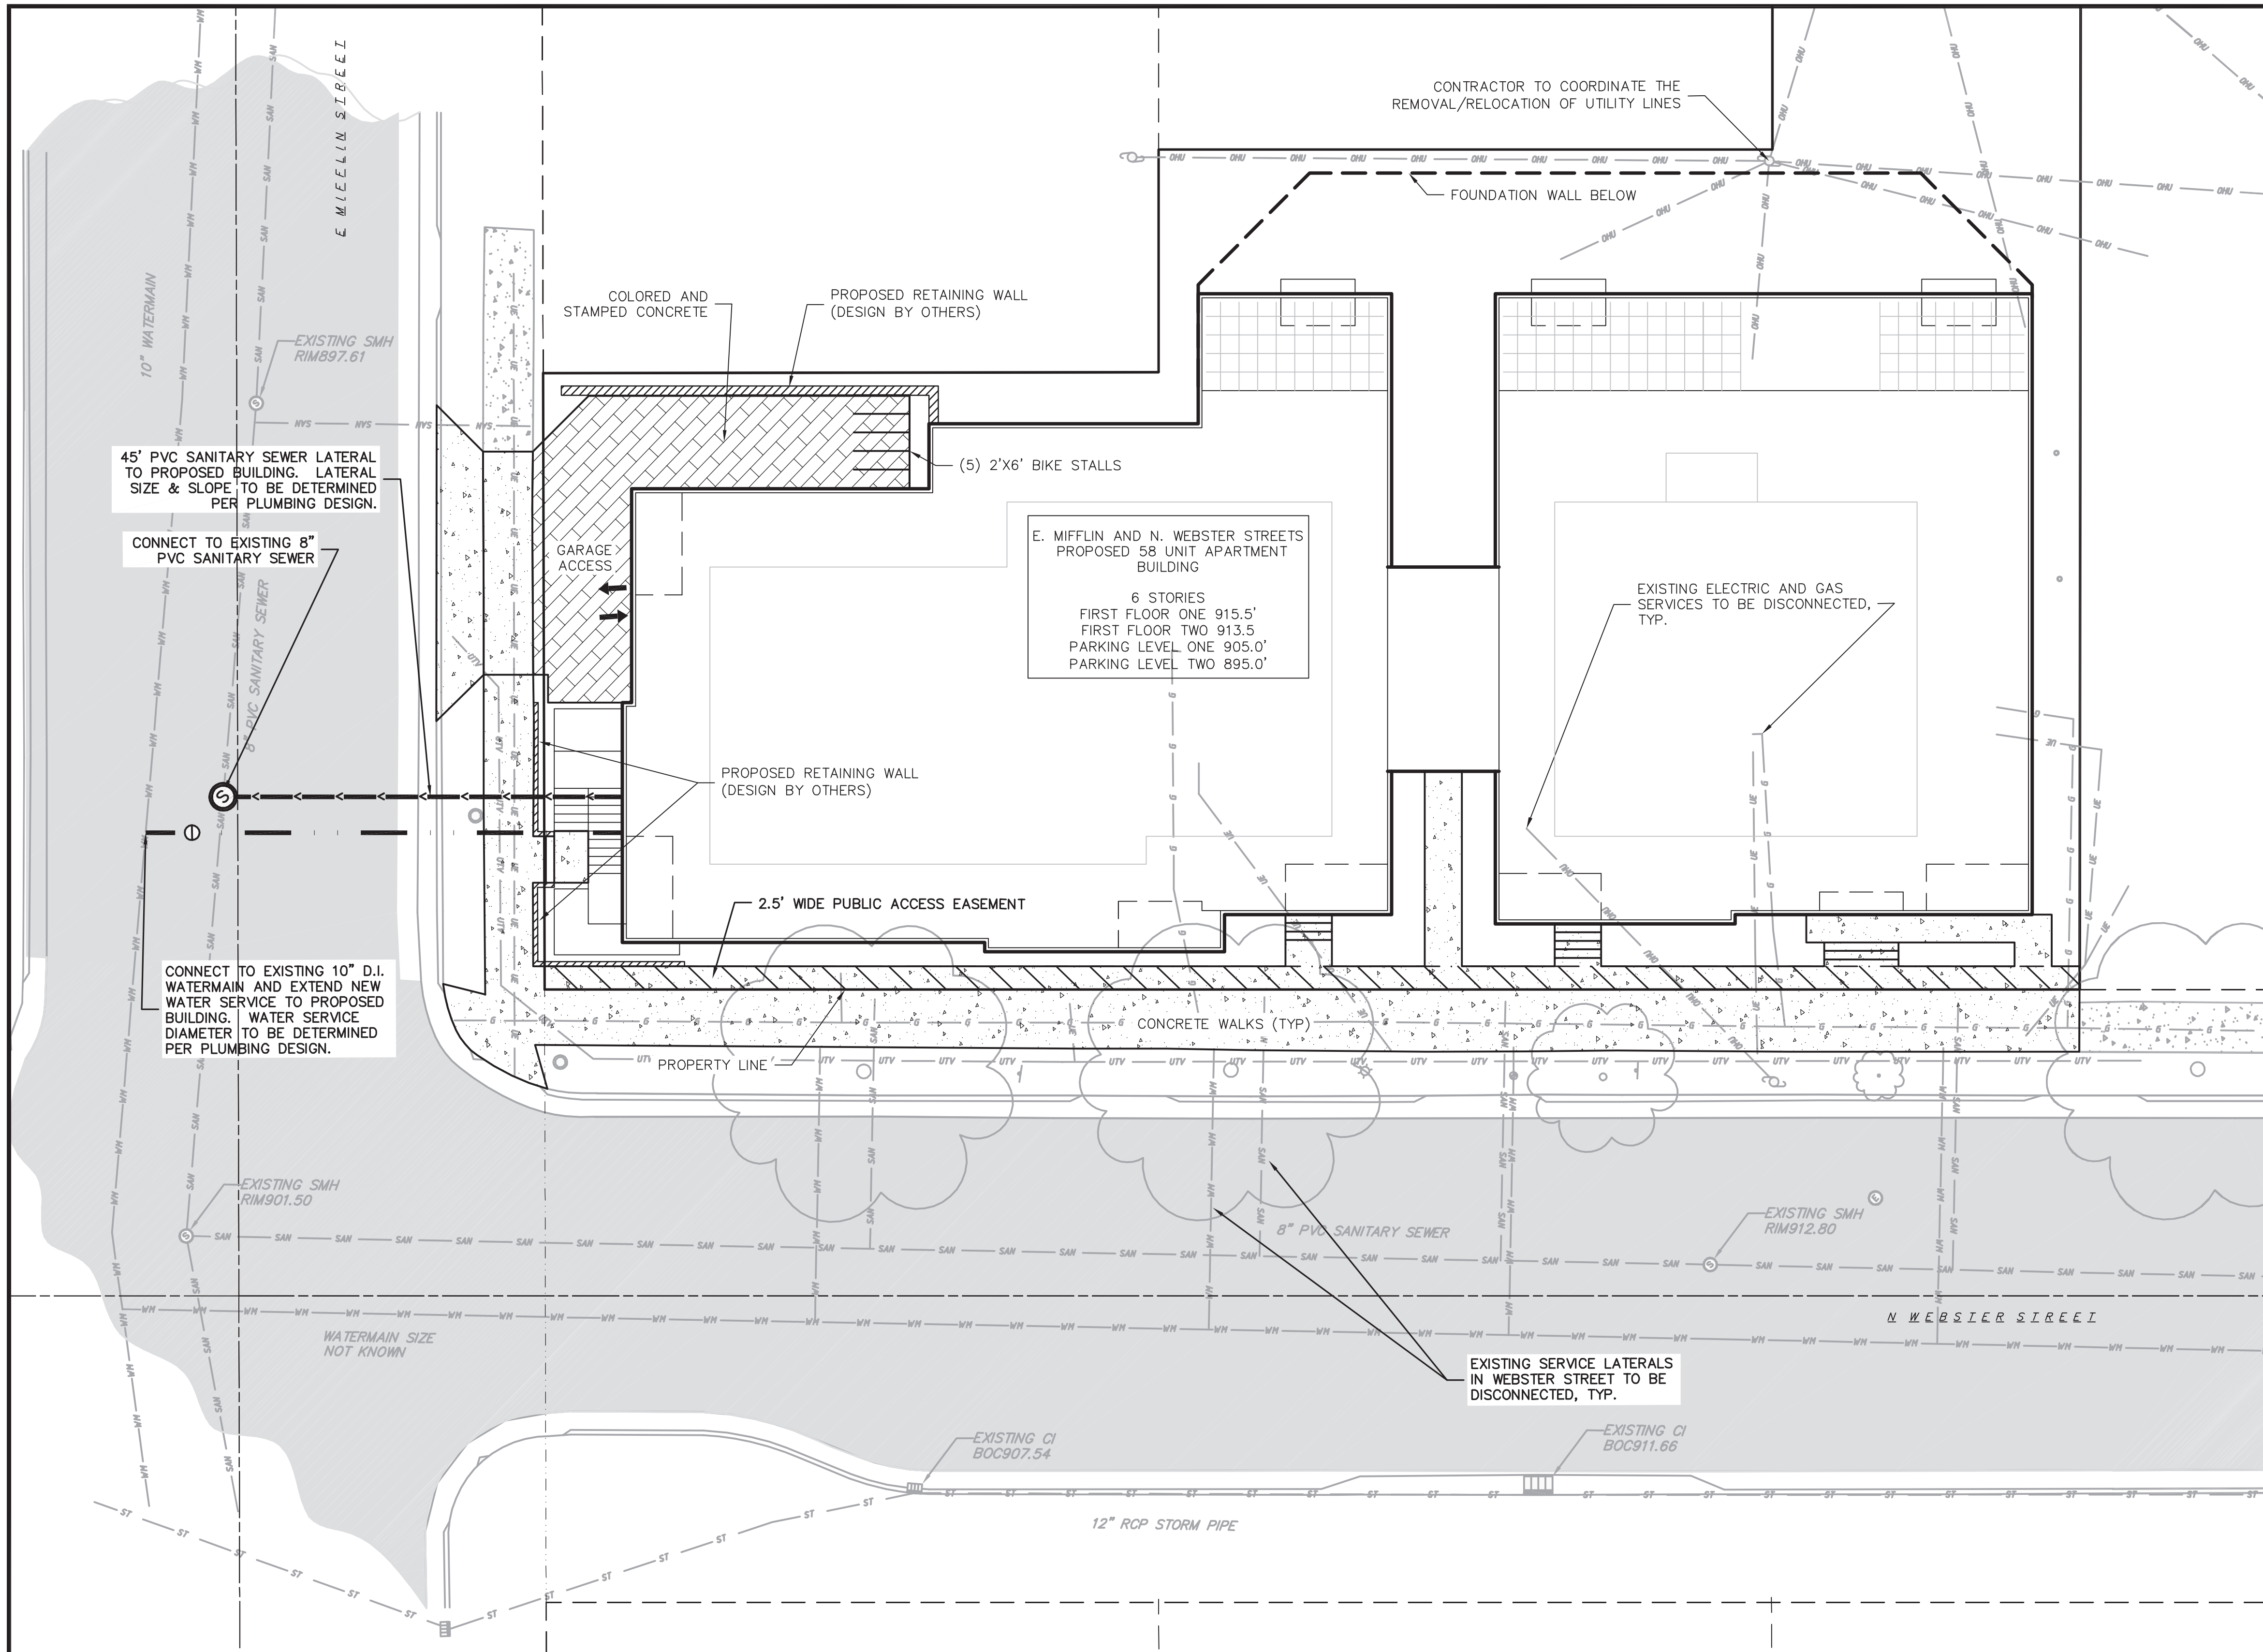 E MIFFLIN STREET
CONTRACTOR TO COORDINATE THE
REMOVAL/RELOCATION OF UTILITY LINES
FOUNDATION WALL BELOW
COLORED AND
STAMPED CONCRETE
PROPOSED RETAINING WALL
(DESIGN BY OTHERS)
10" WATERMAIN
EXISTING SMH
RIM897.61
45' PVC SANITARY SEWER LATERAL
TO PROPOSED BUILDING. LATERAL
SIZE & SLOPE TO BE DETERMINED
PER PLUMBING DESIGN.
(5) 2'X6' BIKE STALLS
CONNECT TO EXISTING 8"
PVC SANITARY SEWER
GARAGE
ACCESS
E. MIFFLIN AND N. WEBSTER STREETS
PROPOSED 58 UNIT APARTMENT
BUILDING
6 STORIES
FIRST FLOOR ONE 915.5'
FIRST FLOOR TWO 913.5
PARKING LEVEL ONE 905.0'
PARKING LEVEL TWO 895.0'
EXISTING ELECTRIC AND GAS
SERVICES TO BE DISCONNECTED,
TYP.
8" PVC SANITARY SEWER
PROPOSED RETAINING WALL
(DESIGN BY OTHERS)
2.5' WIDE PUBLIC ACCESS EASEMENT
CONNECT TO EXISTING 10" D.I.
WATERMAIN AND EXTEND NEW
WATER SERVICE TO PROPOSED
BUILDING. WATER SERVICE
DIAMETER TO BE DETERMINED
PER PLUMBING DESIGN.
CONCRETE WALKS (TYP)
PROPERTY LINE
EXISTING SMH
RIM901.50
8" PVC SANITARY SEWER
EXISTING SMH
RIM912.80
N WEBSTER STREET
WATERMAIN SIZE
NOT KNOWN
EXISTING SERVICE LATERALS
IN WEBSTER STREET TO BE
DISCONNECTED, TYP.
EXISTING CI
BOC907.54
EXISTING CI
BOC911.66
12" RCP STORM PIPE